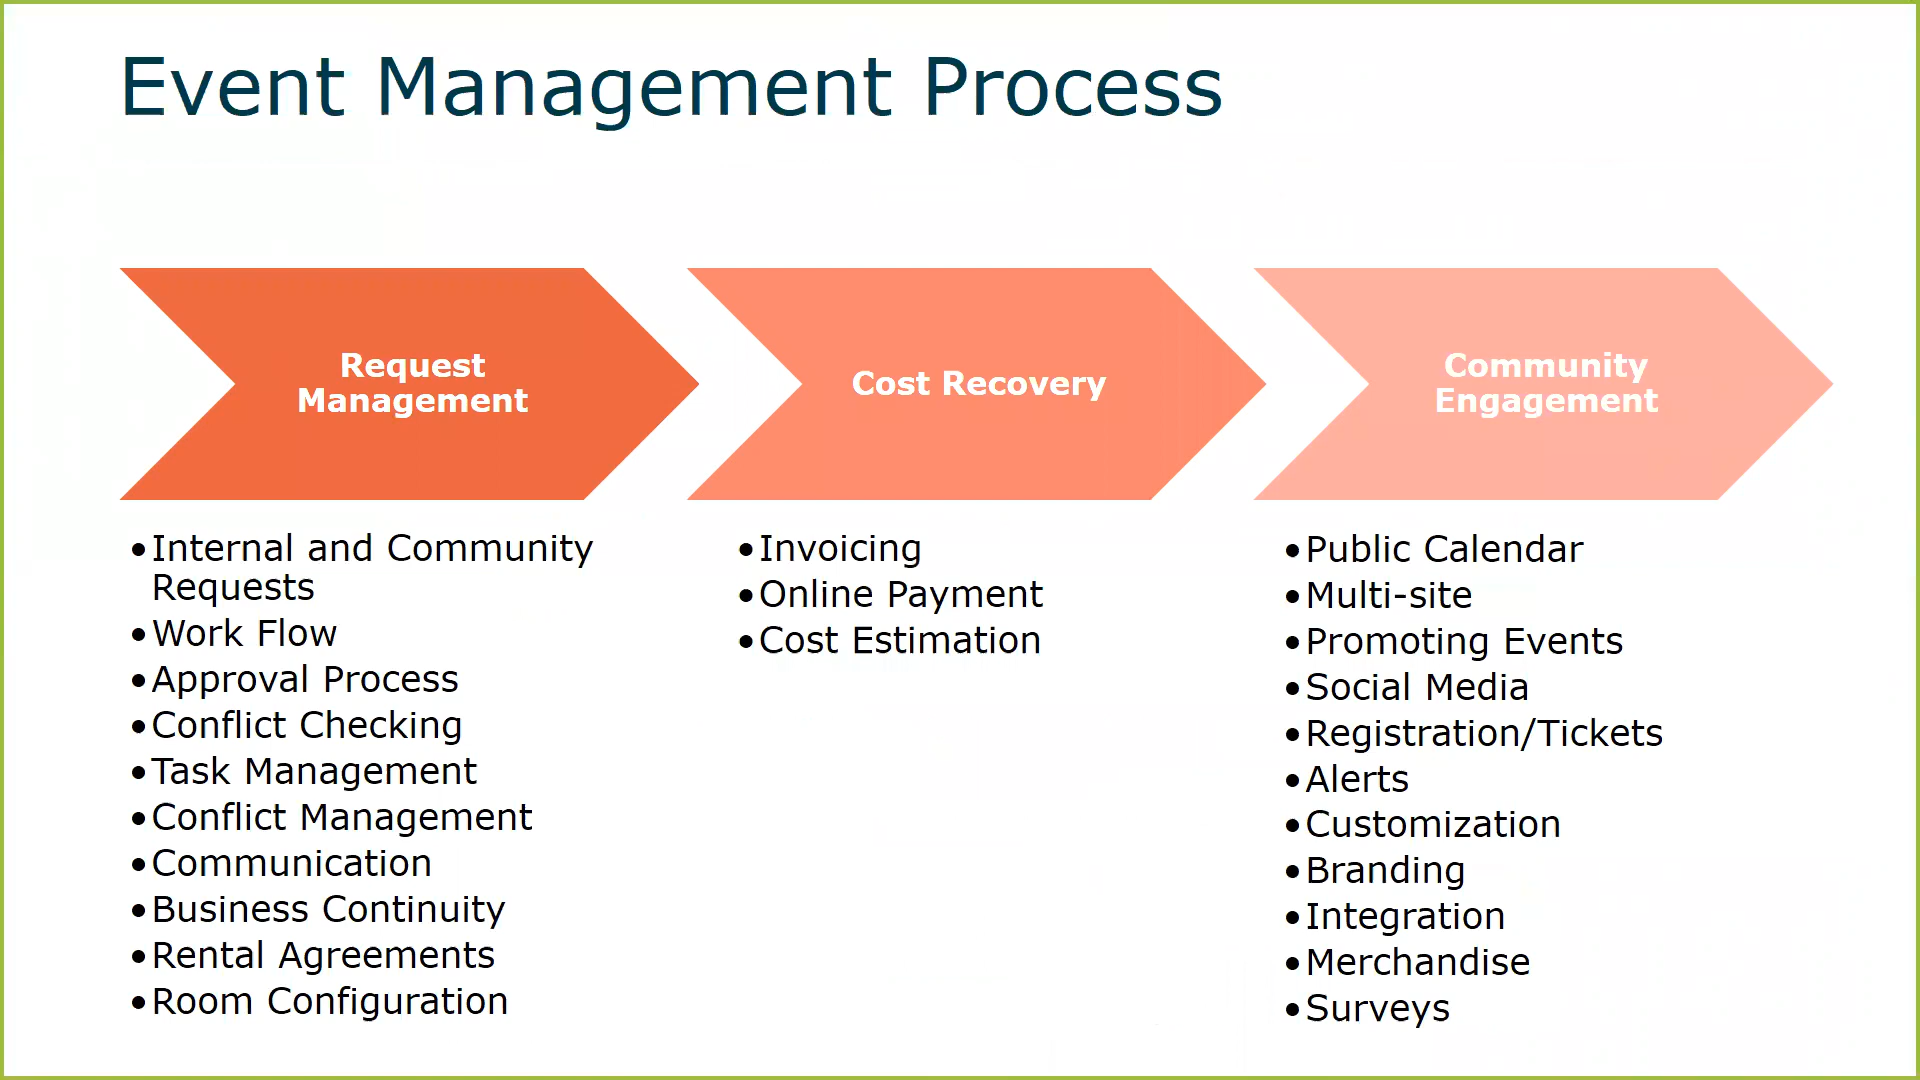 Event Management Process
Request
Management
Cost Recovery
Community
Engagement
•Internal and Community
Requests
•Work Flow
•Approval Process
•Conflict Checking
•Task Management
•Conflict Management
•Communication
•Business Continuity
•Rental Agreements
•Room Configuration
•Invoicing
•Online Payment
•Cost Estimation
•Public Calendar
•Multi-site
•Promoting Events
•Social Media
•Registration/Tickets
•Alerts
•Customization
•Branding
•Integration
•Merchandise
•Surveys